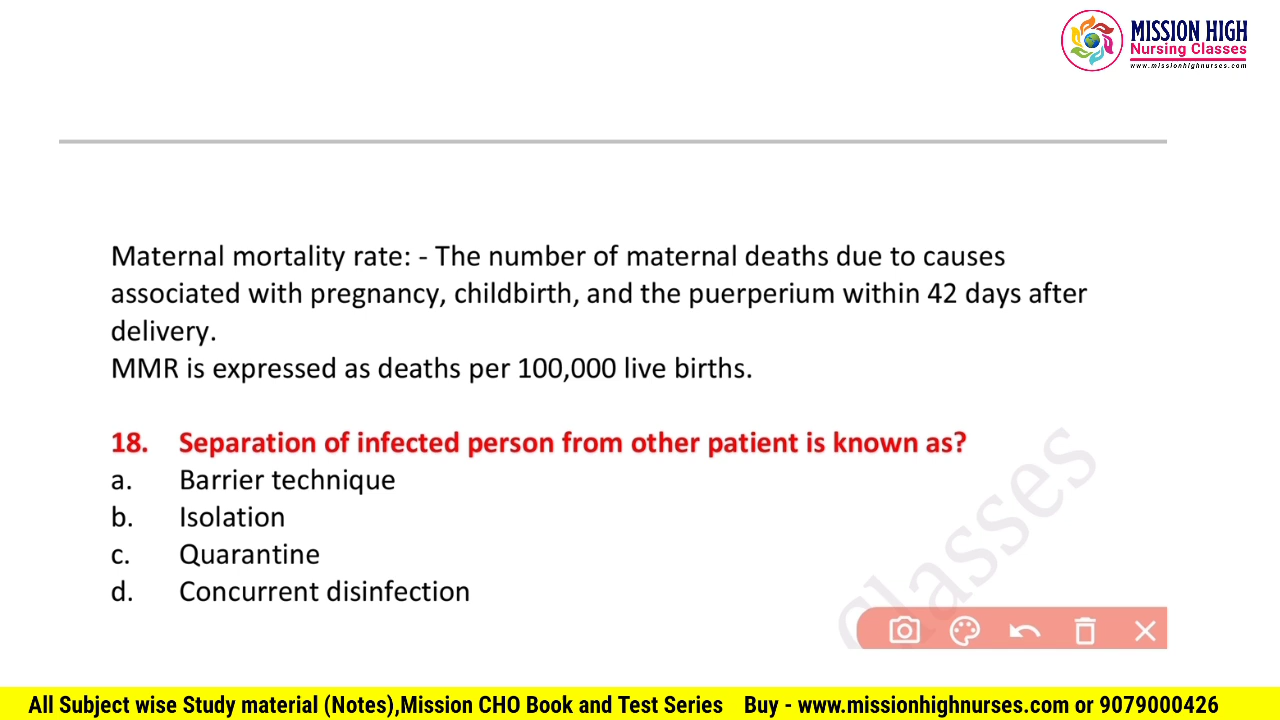 MISSION HIGH
Nursing Classes
www.missionhighnurses.com
Maternal mortality rate: - The number of maternal deaths due to causes
associated with pregnancy, childbirth, and the puerperium within 42 days after
delivery.
MMR is expressed as deaths per 100,000 live births.
18. Separation of infected person from other patient is known as?
a. Barrier technique
b. Isolation
c. Quarantine
d. Concurrent disinfection
classes
All Subject wise Study material (Notes),Mission CHO Book and Test Series Buy - www.missionhighnurses.com or 9079000426